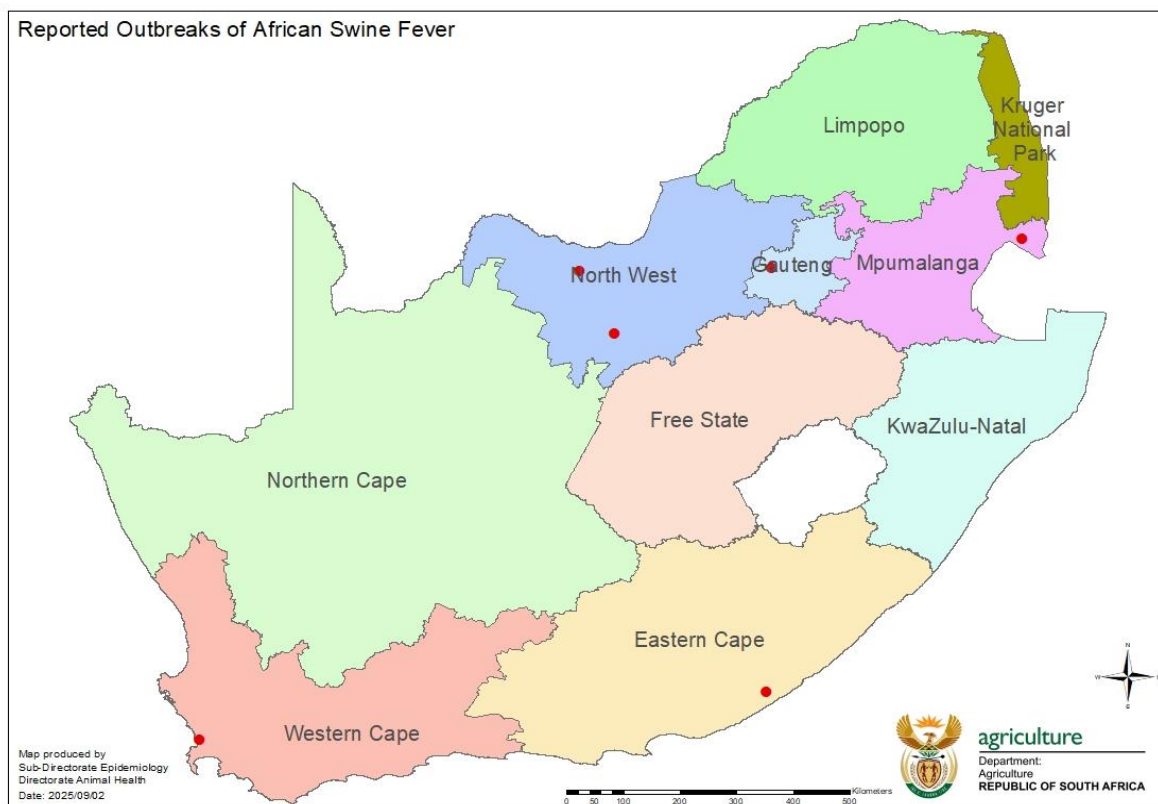 Reported Outbreaks of African Swine Fever
Limpopo
Kruger
National
Park
North West
Gauteng
Mpumalanga
Free State
KwaZulu-Natal
Northern Cape
Eastern Cape
Western Cape
N
W
E
S
Map produced by
Sub-Directorate Epidemiology
Directorate Animal Health
Date: 2025/09/02
Kilometers
0 50 100 200 300 400 500
agriculture
Department:
Agriculture
REPUBLIC OF SOUTH AFRICA